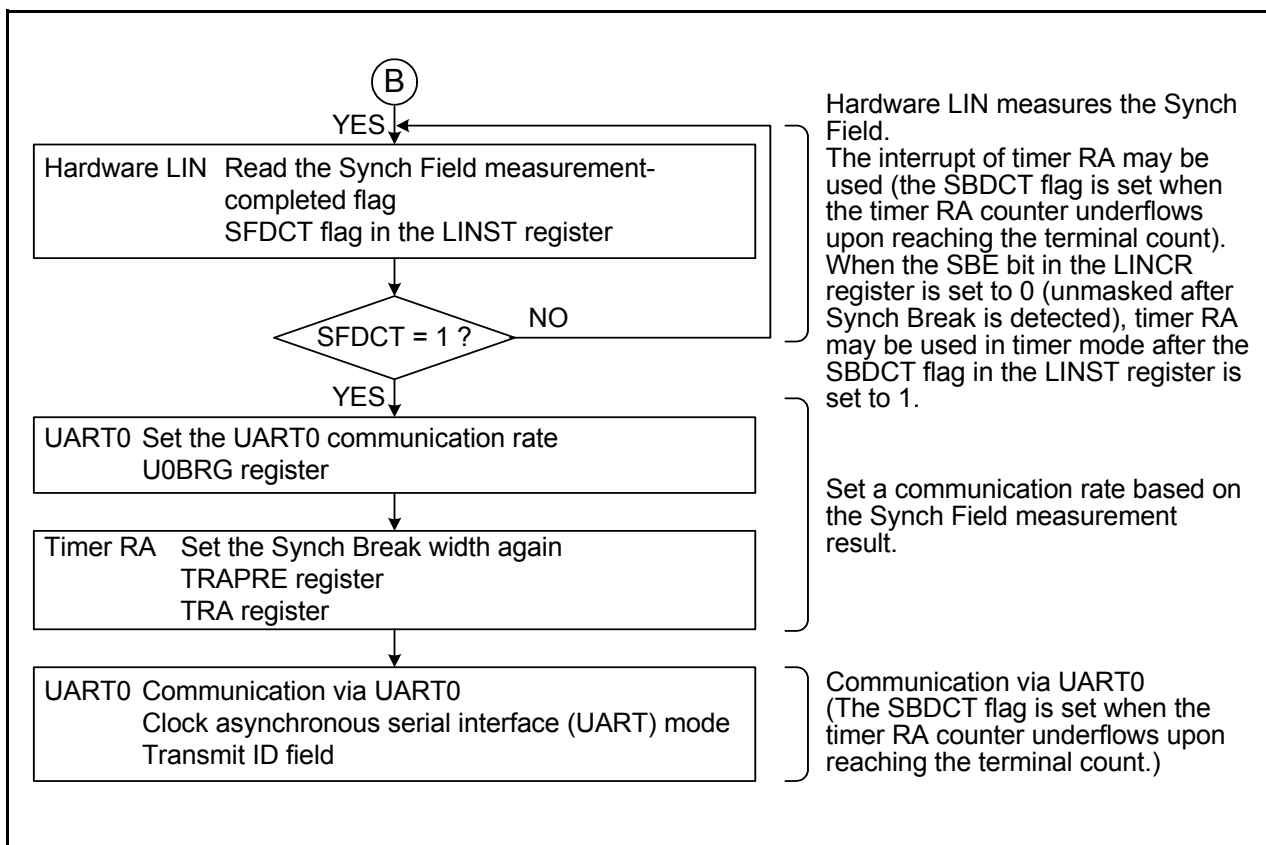 B
YES
Hardware LIN Read the Synch Field measurement-
completed flag
SFDCT flag in the LINST register
SFDCT = 1 ?
NO
YES
UART0 Set the UART0 communication rate
U0BRG register
Timer RA Set the Synch Break width again
TRAPRE register
TRA register
UART0 Communication via UART0
Clock asynchronous serial interface (UART) mode
Transmit ID field
Hardware LIN measures the Synch
Field.
The interrupt of timer RA may be
used (the SBDCT flag is set when
the timer RA counter underflows
upon reaching the terminal count).
When the SBE bit in the LINCR
register is set to 0 (unmasked after
Synch Break is detected), timer RA
may be used in timer mode after the
SBDCT flag in the LINST register is
set to 1.
Set a communication rate based on
the Synch Field measurement
result.
Communication via UART0
(The SBDCT flag is set when the
timer RA counter underflows upon
reaching the terminal count.)